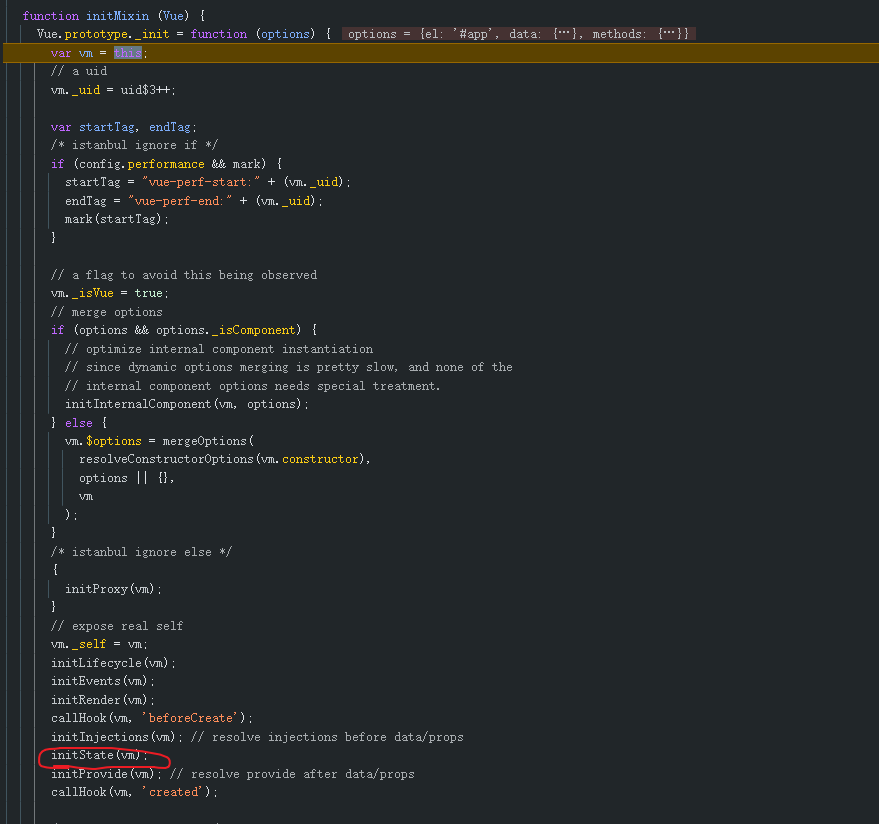 function initMixin (Vue) {
Vue.prototype._init = function (options) { options = {el: '#app', data: {…}, methods: {…}}
var vm = this;
// a uid
vm._uid = uid$3++;
var startTag, endTag;
/* istanbul ignore if */
if (config.performance && mark) {
startTag = "vue-perf-start:" + (vm._uid);
endTag = "vue-perf-end:" + (vm._uid);
mark(startTag);
}
// a flag to avoid this being observed
vm._isVue = true;
// merge options
if (options && options._isComponent) {
// optimize internal component instantiation
// since dynamic options merging is pretty slow, and none of the
// internal component options needs special treatment.
initInternalComponent(vm, options);
} else {
vm.$options = mergeOptions(
resolveConstructorOptions(vm.constructor),
options || {},
vm
);
}
/* istanbul ignore else */
{
initProxy(vm);
}
// expose real self
vm._self = vm;
initLifecycle(vm);
initEvents(vm);
initRender(vm);
callHook(vm, 'beforeCreate');
initInjections(vm); // resolve injections before data/props
initState(vm);
initProvide(vm); // resolve provide after data/props
callHook(vm, 'created');